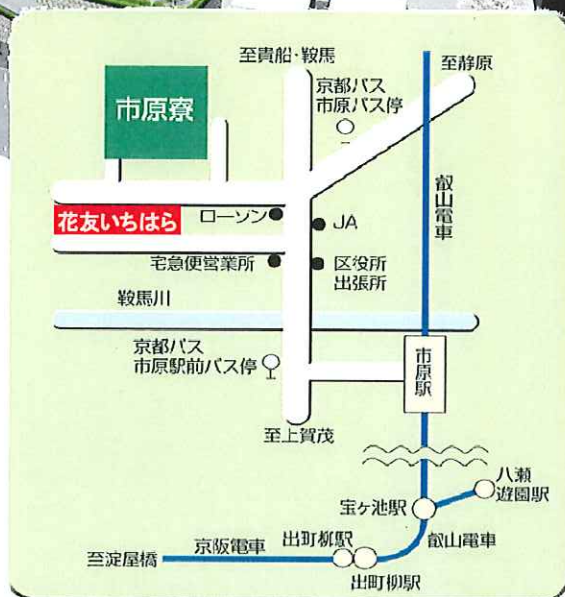 至貴船・鞍馬
京都バス
市原バス停
至静原
市原寮
叡山電車
花友いちはら
ローソン
JA
宅急便営業所
区役所
出張所
鞍馬川
京都バス
市原駅前バス停
市原駅
至上賀茂
八瀬
遊園駅
宝ヶ池駅
叡山電車
京阪電車
出町柳駅
至淀屋橋
出町柳駅